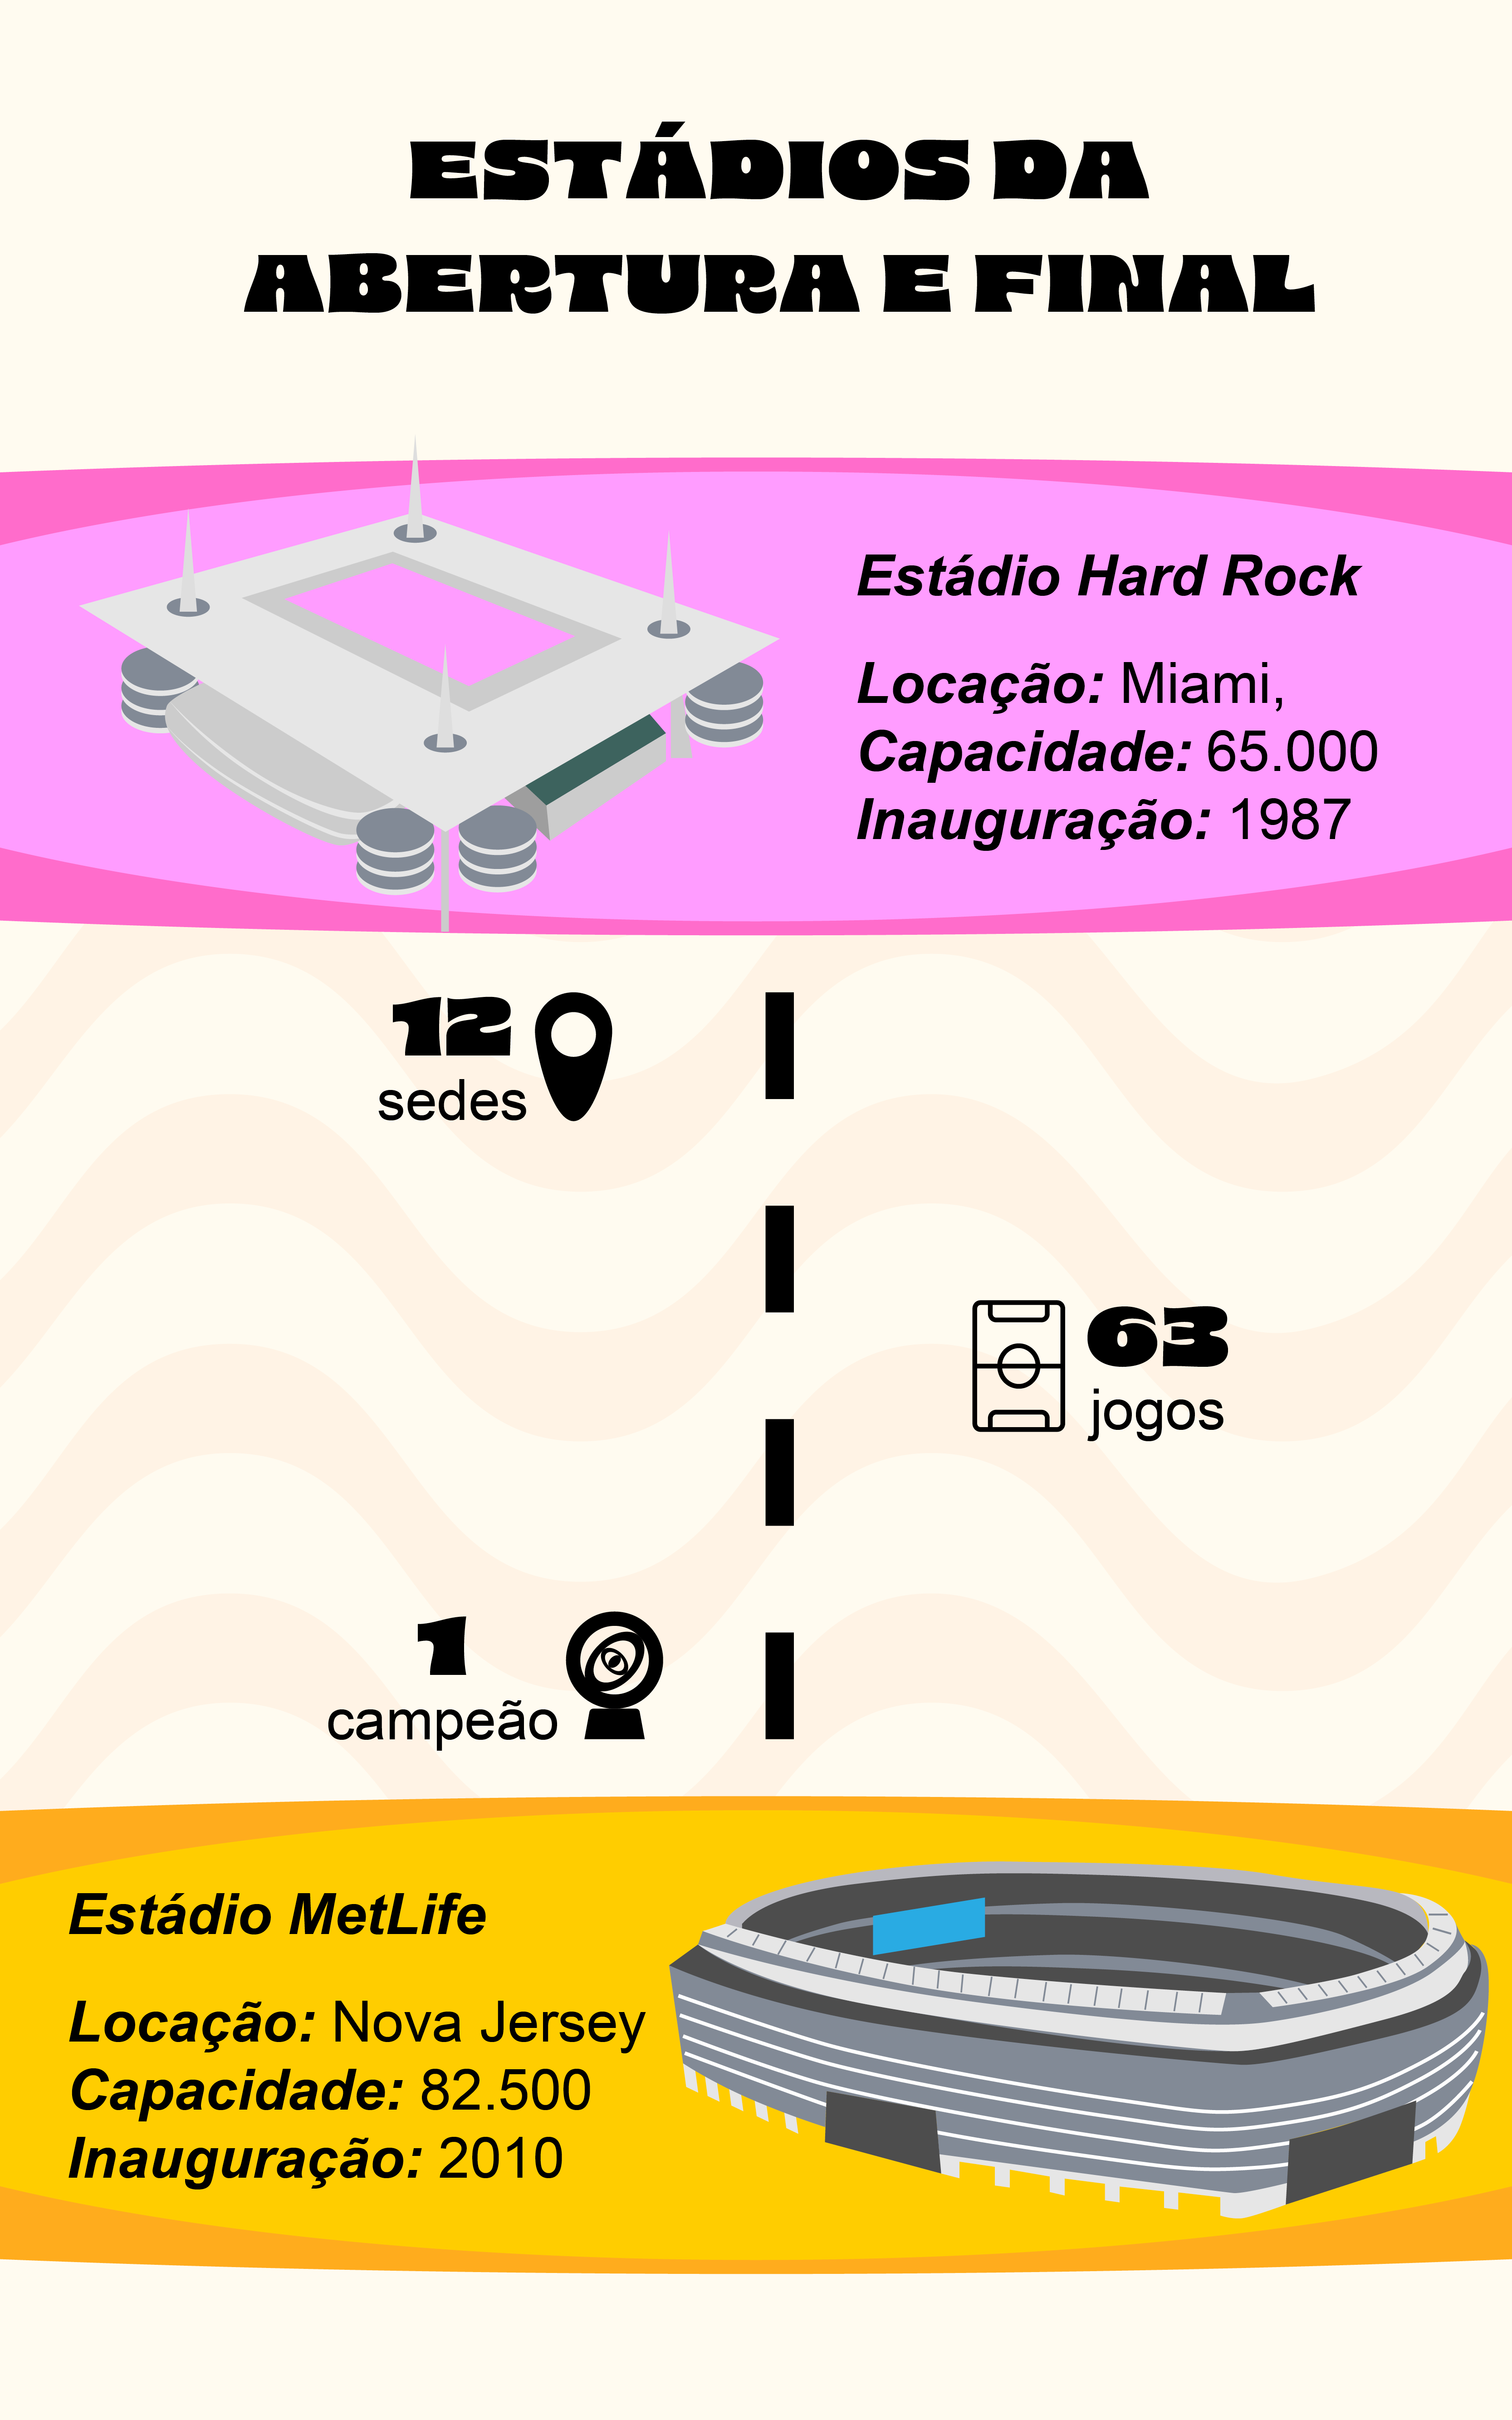 ESTÁDIOS DA
ABERTURA E FINAL
Estádio Hard Rock
Locação: Miami,
Capacidade: 65.000
Inauguração: 1987
12
sedes
63
jogos
1
campeão
Estádio MetLife
Locação: Nova Jersey
Capacidade: 82.500
Inauguração: 2010